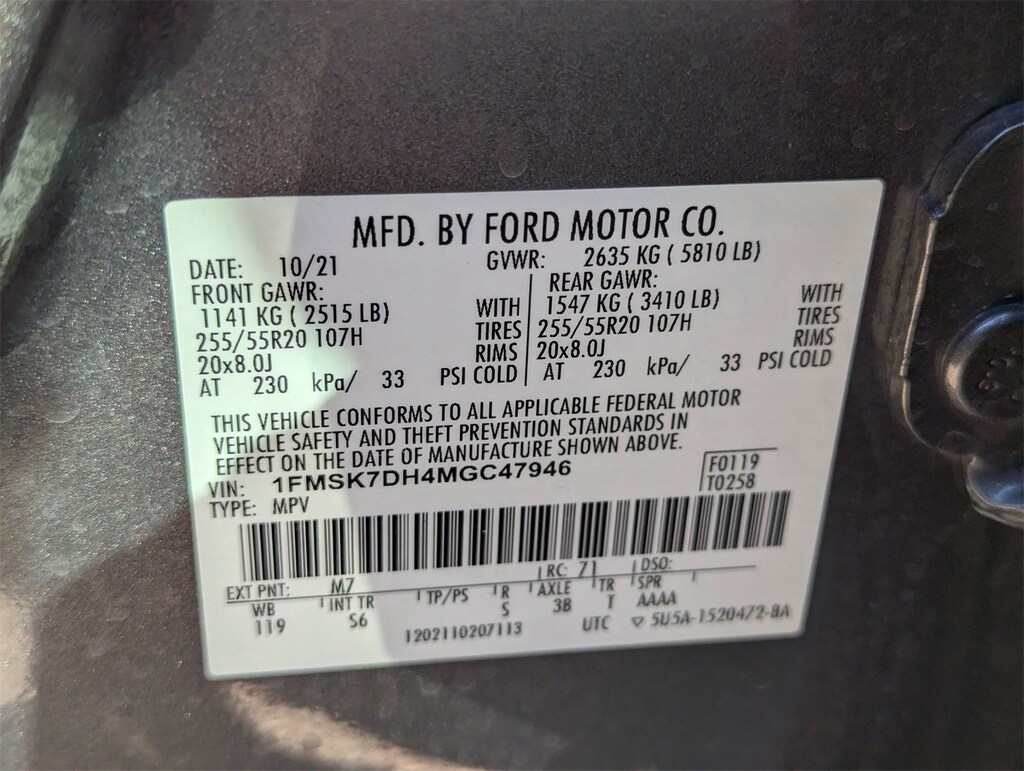 MFD. BY FORD MOTOR CO.
DATE: 10/21 GVWR: 2635 KG ( 5810 LB)
FRONT GAWR: REAR GAWR:
1141 KG ( 2515 LB) WITH 1547 KG ( 3410 LB) WITH
255/55R20 107H TIRES 255/55R20 107H TIRES
20x8.0J RIMS 20x8.0J RIMS
AT 230 kPa/ 33 PSI COLD AT 230 kPa/ 33 PSI COLD
THIS VEHICLE CONFORMS TO ALL APPLICABLE FEDERAL MOTOR
VEHICLE SAFETY AND THEFT PREVENTION STANDARDS IN
EFFECT ON THE DATE OF MANUFACTURE SHOWN ABOVE.
VIN: 1FMSK7DH4MGC47946 F0119
TYPE: MPV T0258
EXT PNT: M7 RC: 71 DSO:
WB INT TR TP/PS R AXLE TR SPR
119 S6 S 3B T AAAA
1202110207113 UTC ▽ 5U5A-1520472-BA